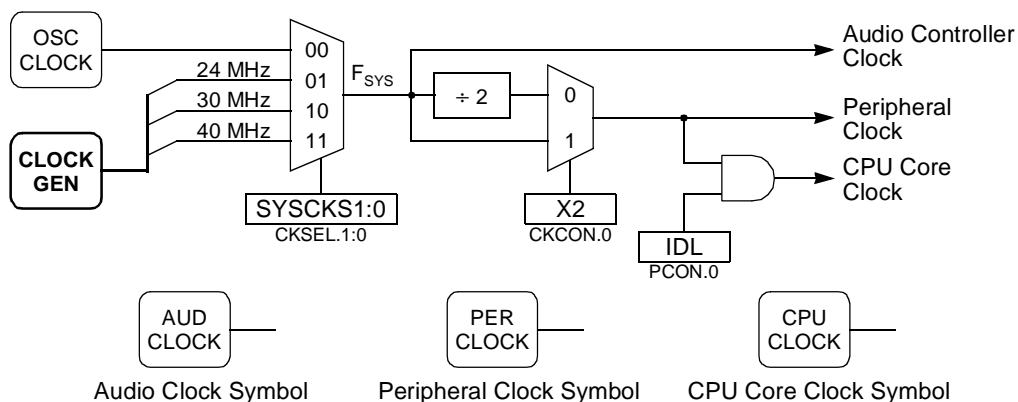 OSC
CLOCK
24 MHz
30 MHz
40 MHz
CLOCK
GEN
00
01
10
11
SYSCKS1:0
CKSEL.1:0
FSYS
÷ 2
0
1
X2
CKCON.0
IDL
PCON.0
Audio Controller
Clock
Peripheral
Clock
CPU Core
Clock
AUD
CLOCK
Audio Clock Symbol
PER
CLOCK
Peripheral Clock Symbol
CPU
CLOCK
CPU Core Clock Symbol